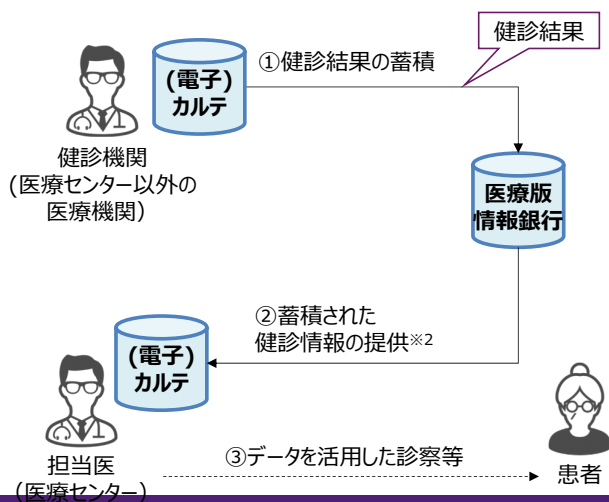 健診結果
①健診結果の蓄積
(電子)
カルテ
健診機関
(医療センター以外の
医療機関)
医療版
情報銀行
②蓄積された
健診情報の提供※2
(電子)
カルテ
担当医
(医療センター)
③データを活用した診察等
患者